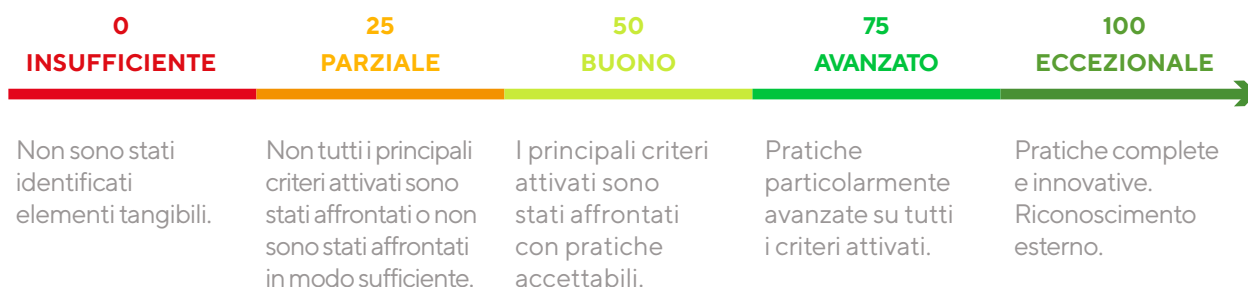 0
INSUFFICIENTE
Non sono stati
identificati
elementi tangibili.
25
PARZIALE
Non tutti i principali
criteri attivati sono
stati affrontati o non
sono stati affrontati
in modo sufficiente.
50
BUONO
I principali criteri
attivati sono
stati affrontati
con pratiche
accettabili.
75
AVANZATO
Pratiche
particolarmente
avanzate su tutti
i criteri attivati.
100
ECCEZIONALE
Pratiche complete
e innovative.
Riconoscimento
esterno.